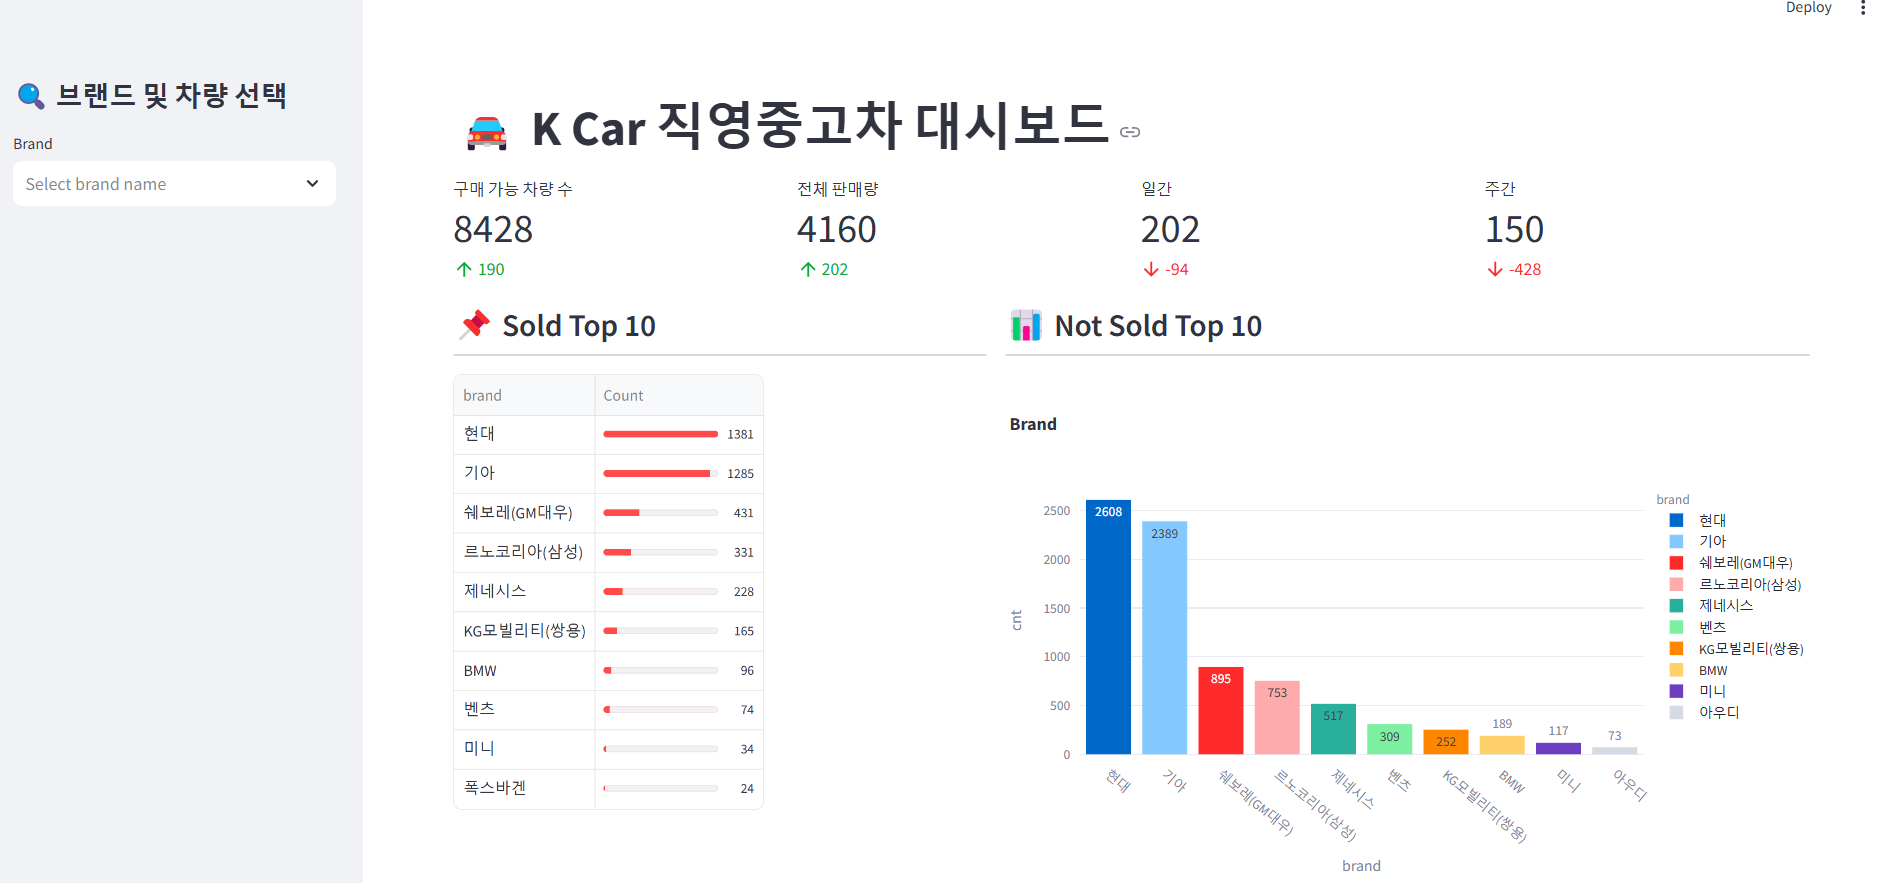 Deploy
브랜드 및 차량 선택
Brand
Select brand name
K Car 직영중고차 대시보드
구매 가능 차량 수
8428
190
전체 판매량
4160
202
일간
202
-94
주간
150
-428
Sold Top 10
brand Count
현대 1381
기아 1285
쉐보레(GM대우) 431
르노코리아(삼성) 331
제네시스 228
KG모빌리티(쌍용) 165
BMW 96
벤츠 74
미니 34
폭스바겐 24
Not Sold Top 10
Brand
cnt
2500
2000
1500
1000
500
0
2608
2389
895
753
517
309
252
189
117
73
현대
기아
쉐보레(GM대우)
르노코리아(삼성)
제네시스
벤츠
KG모빌리티(쌍용)
BMW
미니
아우디
brand
brand
현대
기아
쉐보레(GM대우)
르노코리아(삼성)
제네시스
벤츠
KG모빌리티(쌍용)
BMW
미니
아우디